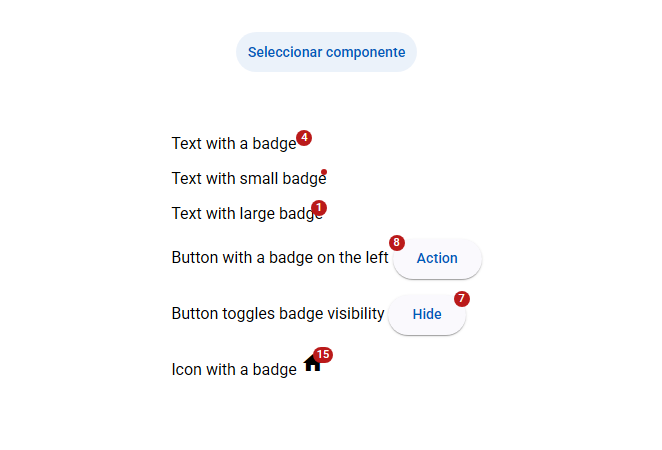 Seleccionar componente
Text with a badge 4
Text with small badge
Text with large badge 1
Button with a badge on the left 8 Action
Button toggles badge visibility Hide 7
Icon with a badge 15